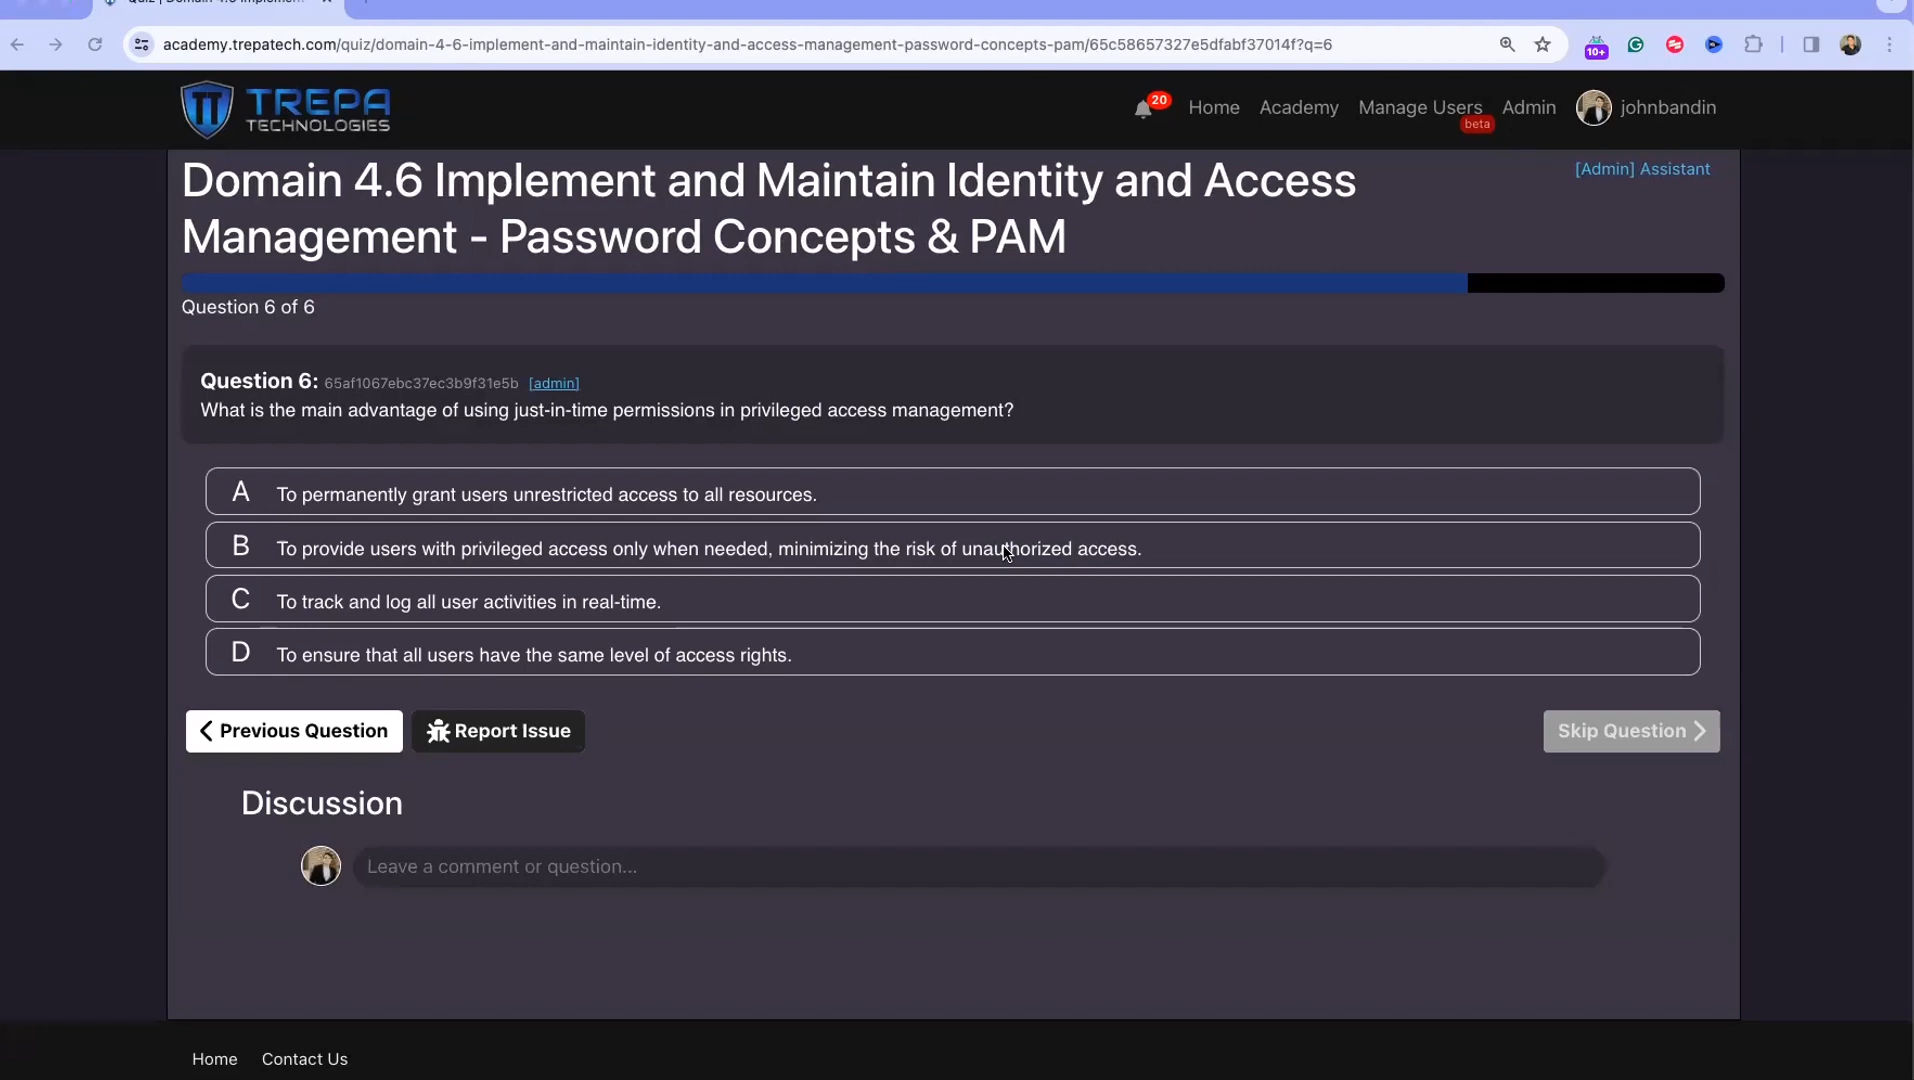 academy.trepatech.com/quiz/domain-4-6-implement-and-maintain-identity-and-access-management-password-concepts-pam/65c58657327e5dfabf37014f?q=6
10+
TREPA
TECHNOLOGIES
20
Home
Academy
Manage Users
beta
Admin
johnbandin
Domain 4.6 Implement and Maintain Identity and Access
Management - Password Concepts & PAM
[Admin] Assistant
Question 6 of 6
Question 6: 65af1067ebc37ec3b9f31e5b [admin]
What is the main advantage of using just-in-time permissions in privileged access management?
A To permanently grant users unrestricted access to all resources.
B To provide users with privileged access only when needed, minimizing the risk of unauthorized access.
C To track and log all user activities in real-time.
D To ensure that all users have the same level of access rights.
Previous Question
Report Issue
Skip Question
Discussion
Leave a comment or question...
Home
Contact Us